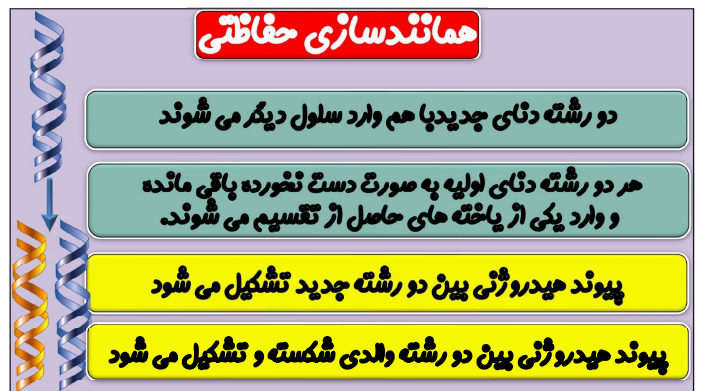 همانندسازی حفاظتی
دو رشته دنای جدیدبا هم وارد سلول دیگر می شوند
هر دو رشته دنای اولیه به صورت دست نخورده باقی مانده
و وارد یکی از یاخته های حاصل از تقسیم می شوند.
پیوند هیدروژنی بین دو رشته جدید تشکیل می شود
پیوند هیدروژنی بین دو رشته والدی شکسته و تشکیل می شود